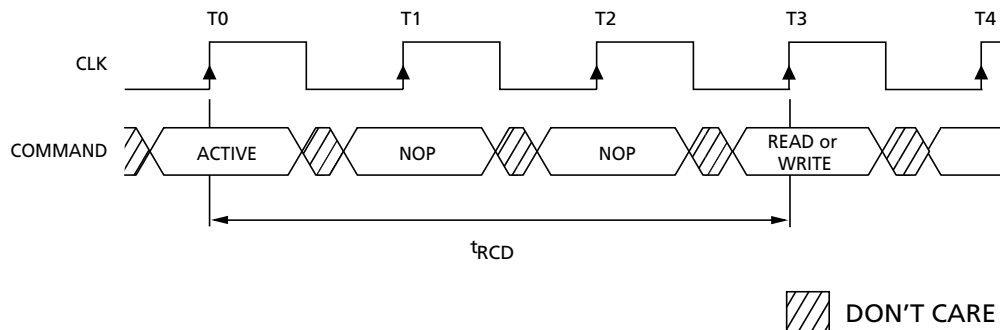 T0 T1 T2 T3 T4
CLK
COMMAND ACTIVE NOP NOP READ or
WRITE
tRCD
DON'T CARE